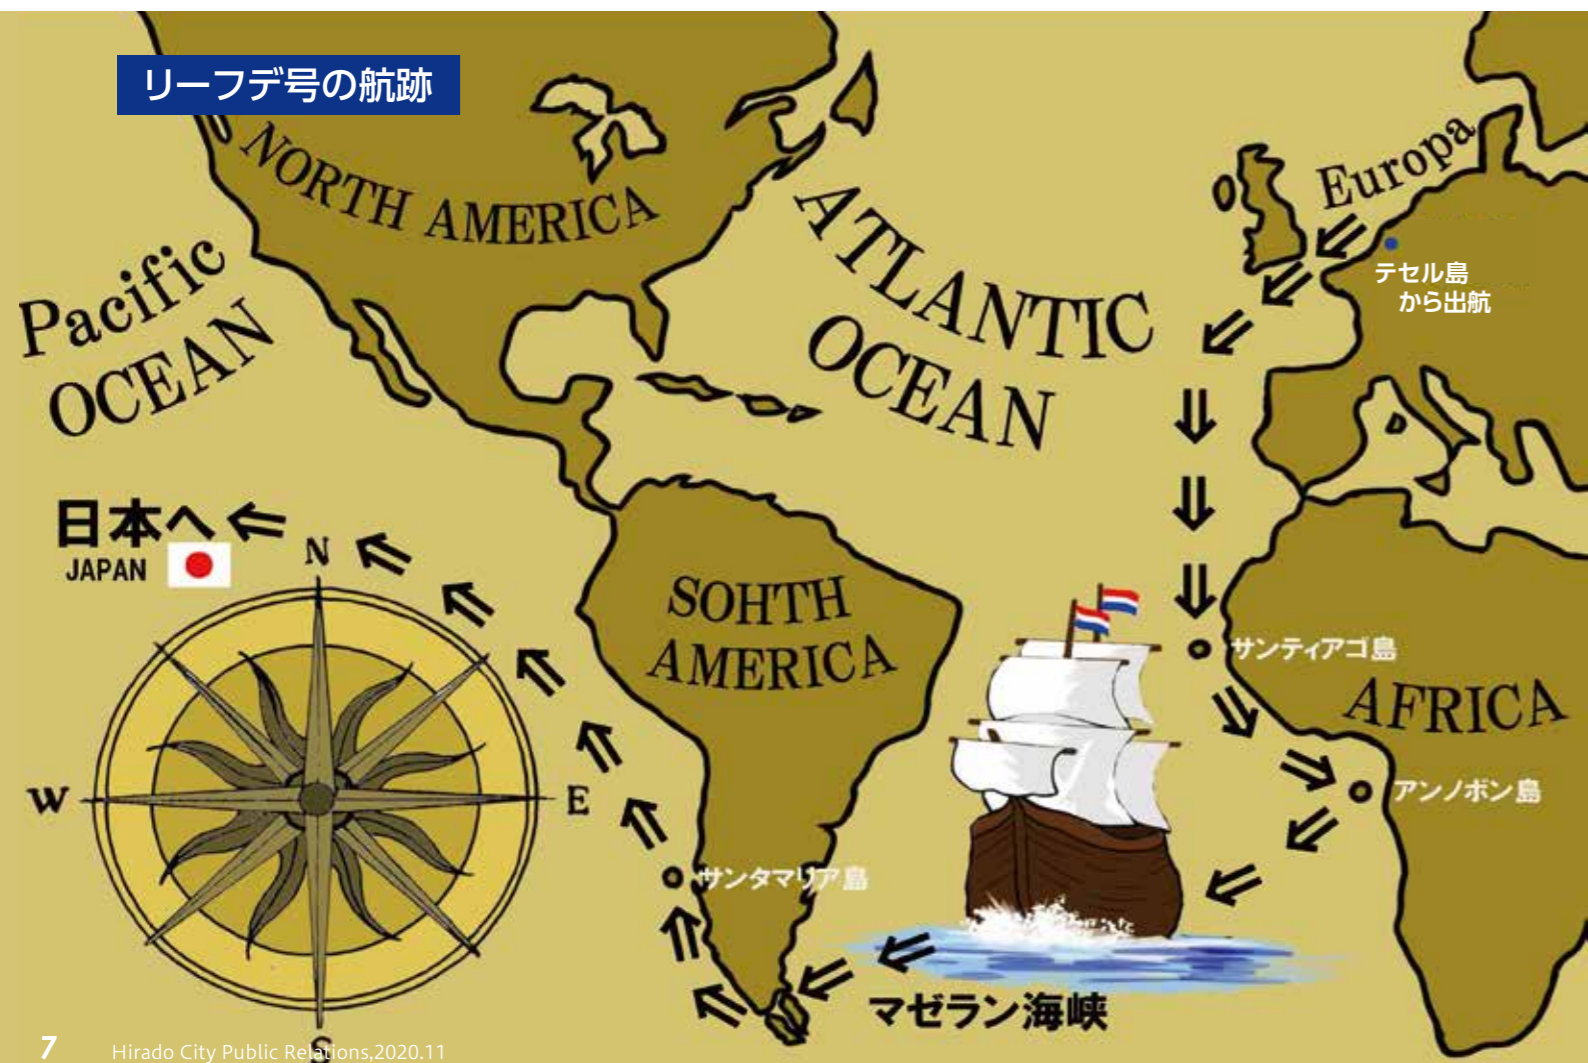 リーフデ号の航跡
NORTH AMERICA
Pacific
OCEAN
ATLANTIC
OCEAN
Europa
テセル島
から出航
日本へ
JAPAN
N
W
E
S
SOHTH
AMERICA
サンティアゴ島
AFRICA
アンノボン島
サンタマリア島
マゼラン海峡
7 Hirado City Public Relations,2020.11